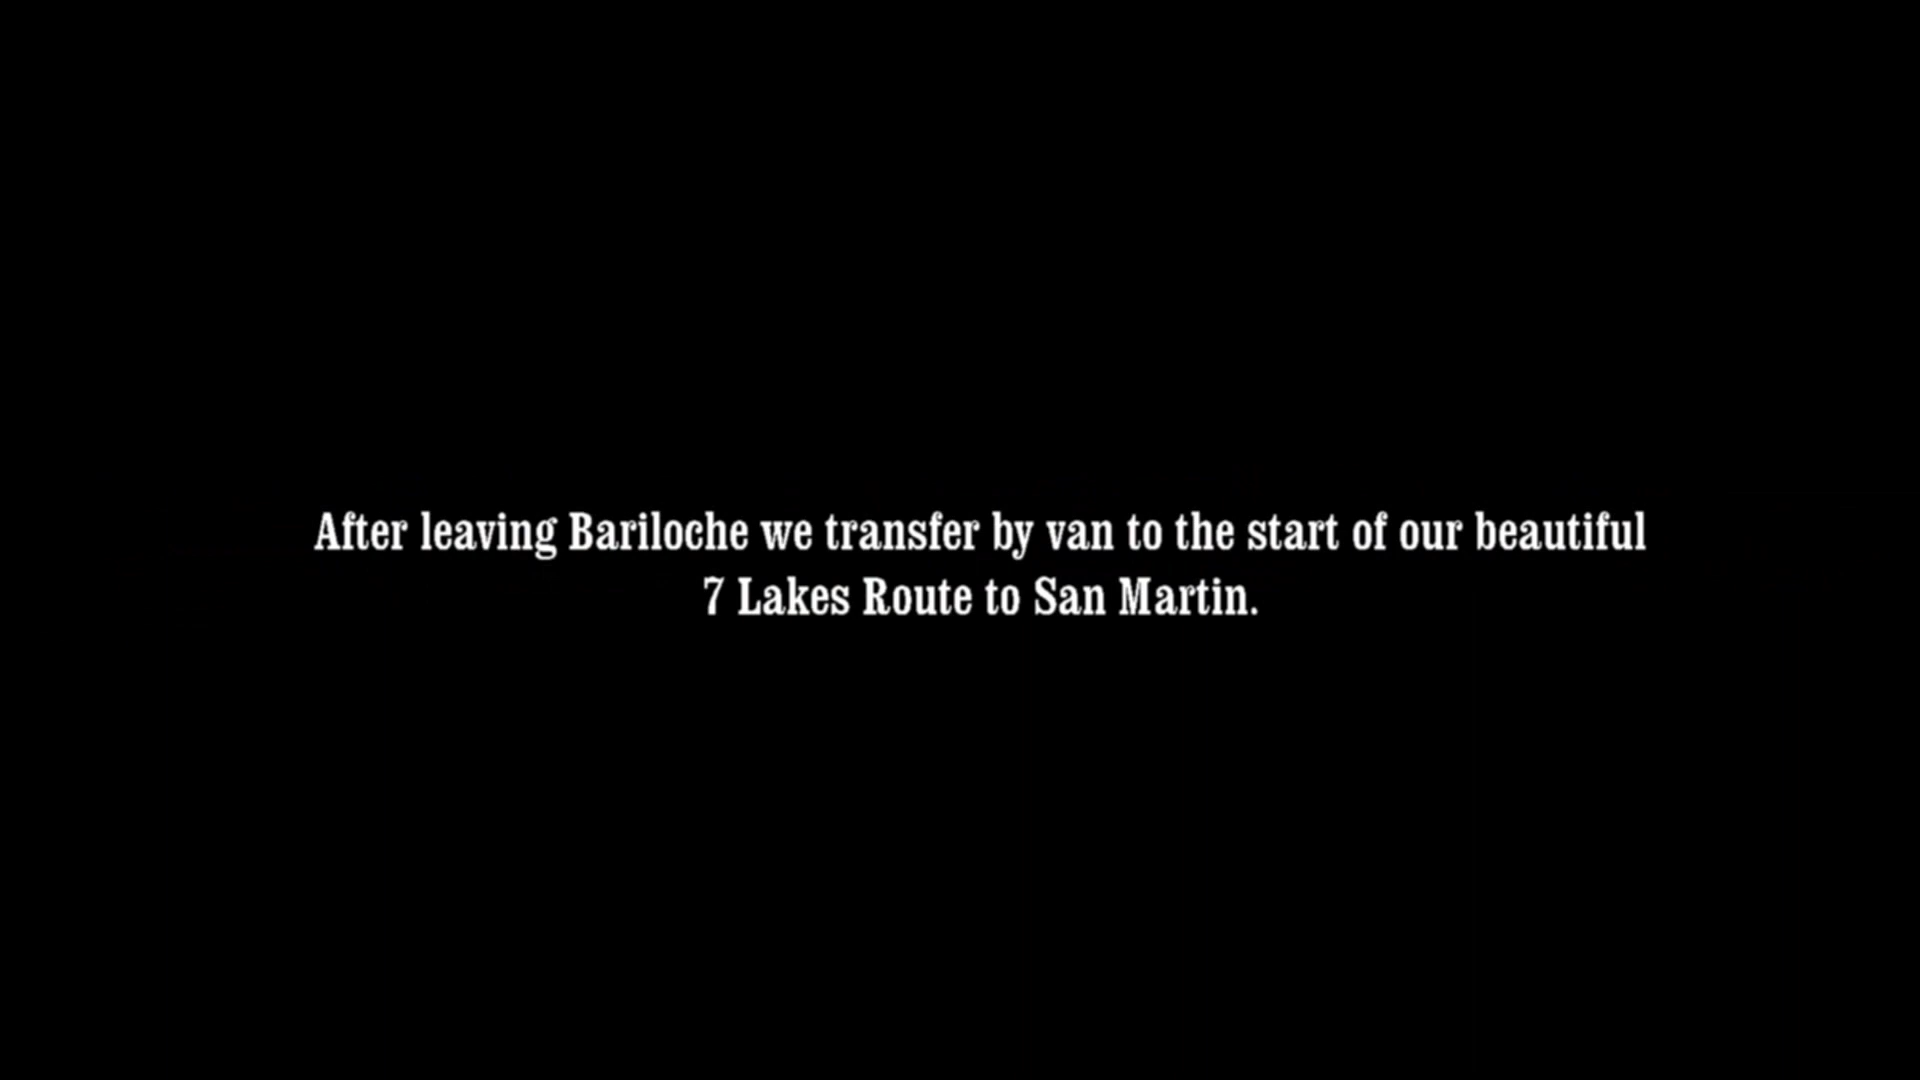 After leaving Bariloche we transfer by van to the start of our beautiful
7 Lakes Route to San Martin.